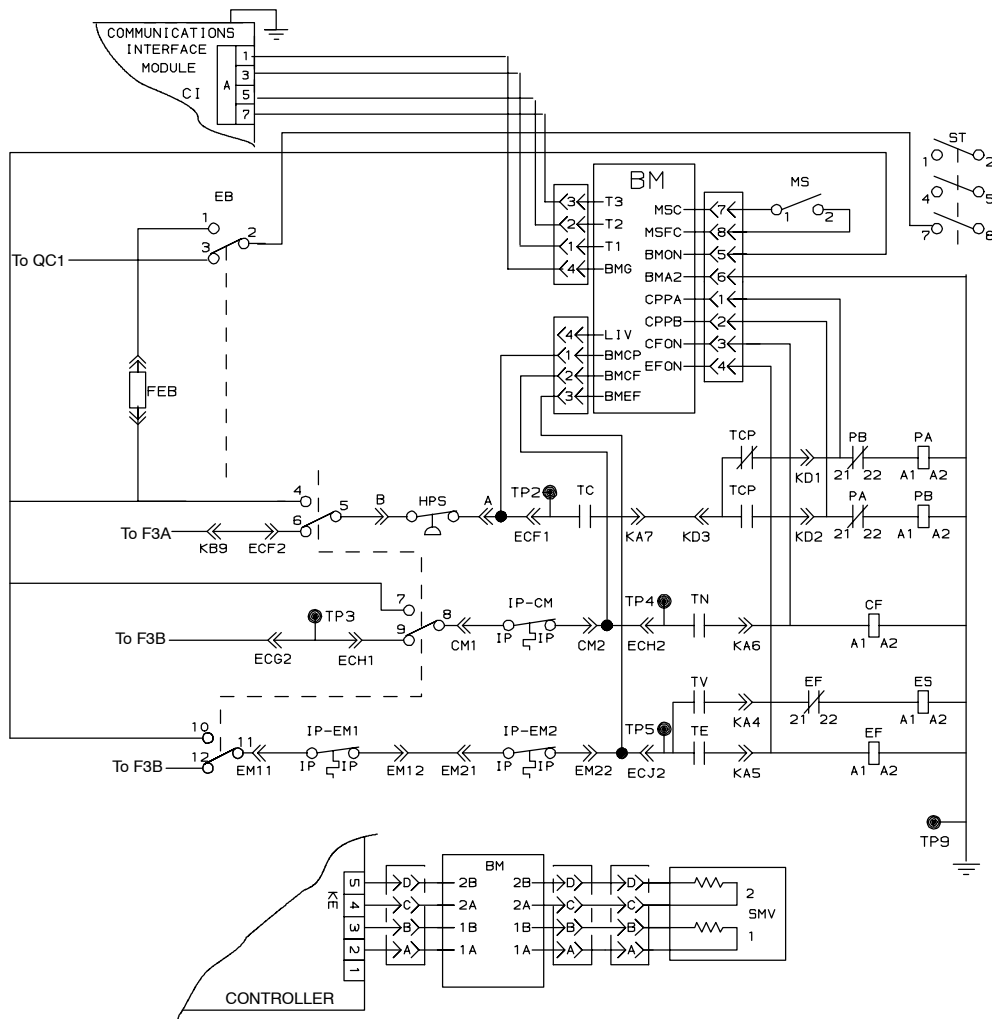 COMMUNICATIONS
INTERFACE
MODULE
CI
A
1
3
5
7
ST
1 2
4 5
7 8
BM
MS
1 2
3 T3
2 T2
1 T1
4 BMG
MSC 7
MSFC 8
BMON 5
BMA2 6
CPPA 1
CPPB 2
CFON 3
EFON 4
4 LIV
1 BMCP
2 BMCF
3 BMEF
EB
1
2
3
To QC1
FEB
TCP
KD1
PB
21 22
PA
A1 A2
4
5
6
B
HPS
A
TP2
ECF1
TC
KA7
KD3
TCP
KD2
PA
21 22
PB
A1 A2
To F3A
KB9
ECF2
7
8
9
To F3B
ECG2
TP3
ECH1
CM1
IP-CM
IP IP
CM2
TP4
ECH2
TN
KA6
CF
A1 A2
TV
KA4
EF
21 22
ES
A1 A2
10
11
12
To F3B
EM11
IP-EM1
IP IP
EM12
EM21
IP-EM2
IP IP
EM22
TP5
ECJ2
TE
KA5
EF
A1 A2
TP9
KE
5
4
3
2
1
D
C
B
A
BM
2B 2B
2A 2A
1B 1B
1A 1A
D D
C C
B B
A A
2
SMV
1
CONTROLLER